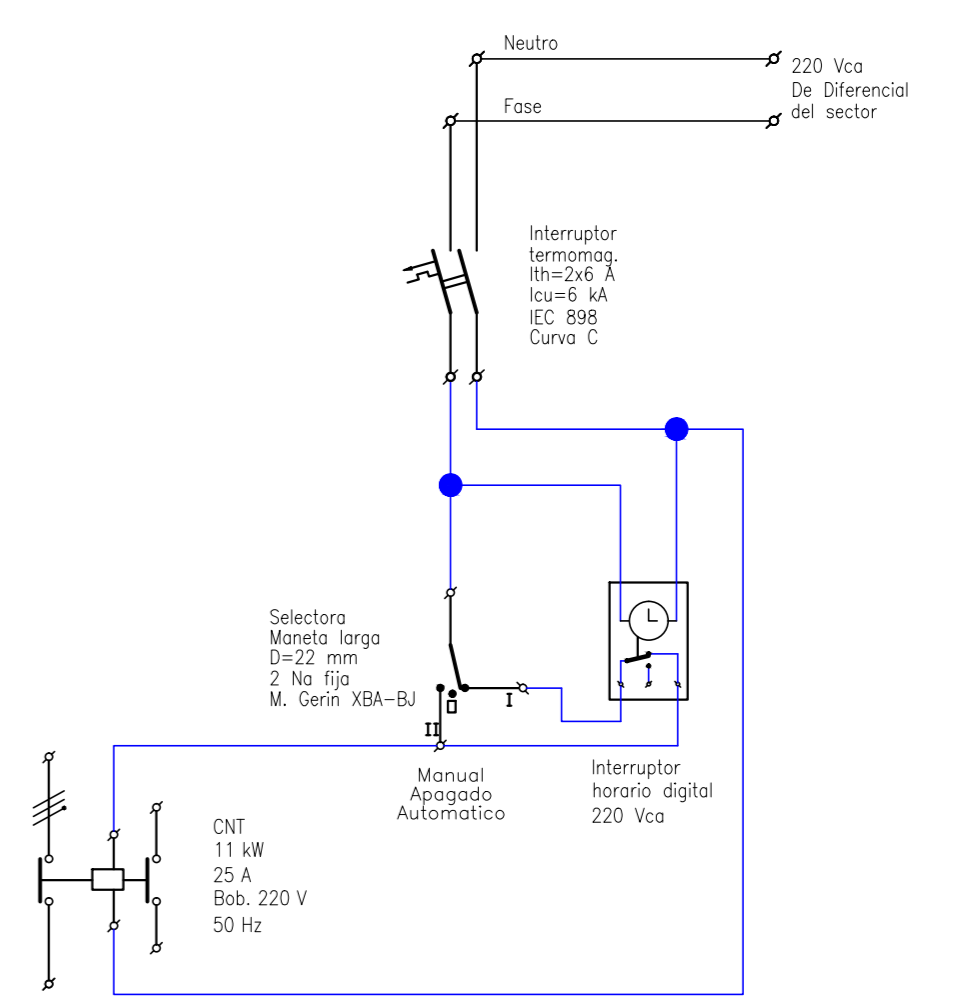 Neutro
220 Vca
De Diferencial
del sector
Fase
Interruptor
termomag.
Ith=2x6 A
Icu=6 kA
IEC 898
Curva C
Selectora
Maneta larga
D=22 mm
2 Na fija
M. Gerin XBA-BJ
0
I
II
Manual
Apagado
Automatico
Interruptor
horario digital
220 Vca
CNT
11 kW
25 A
Bob. 220 V
50 Hz